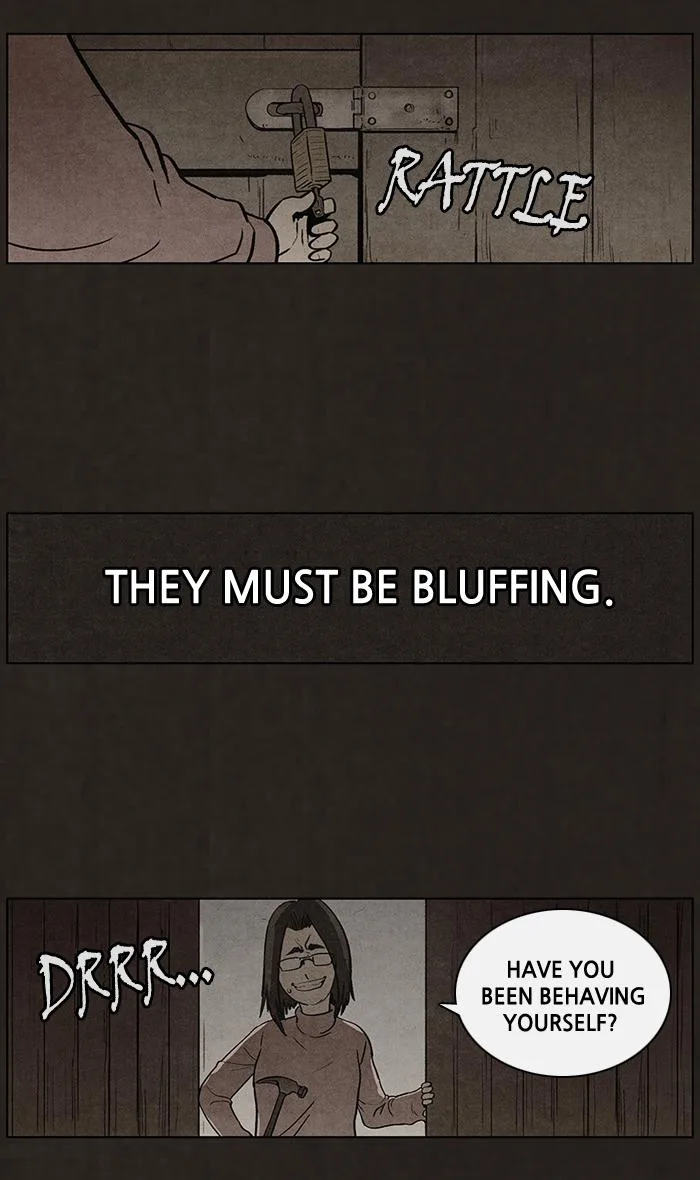 RATTLE
THEY MUST BE BLUFFING.
DRRR...
HAVE YOU
BEEN BEHAVING
YOURSELF?